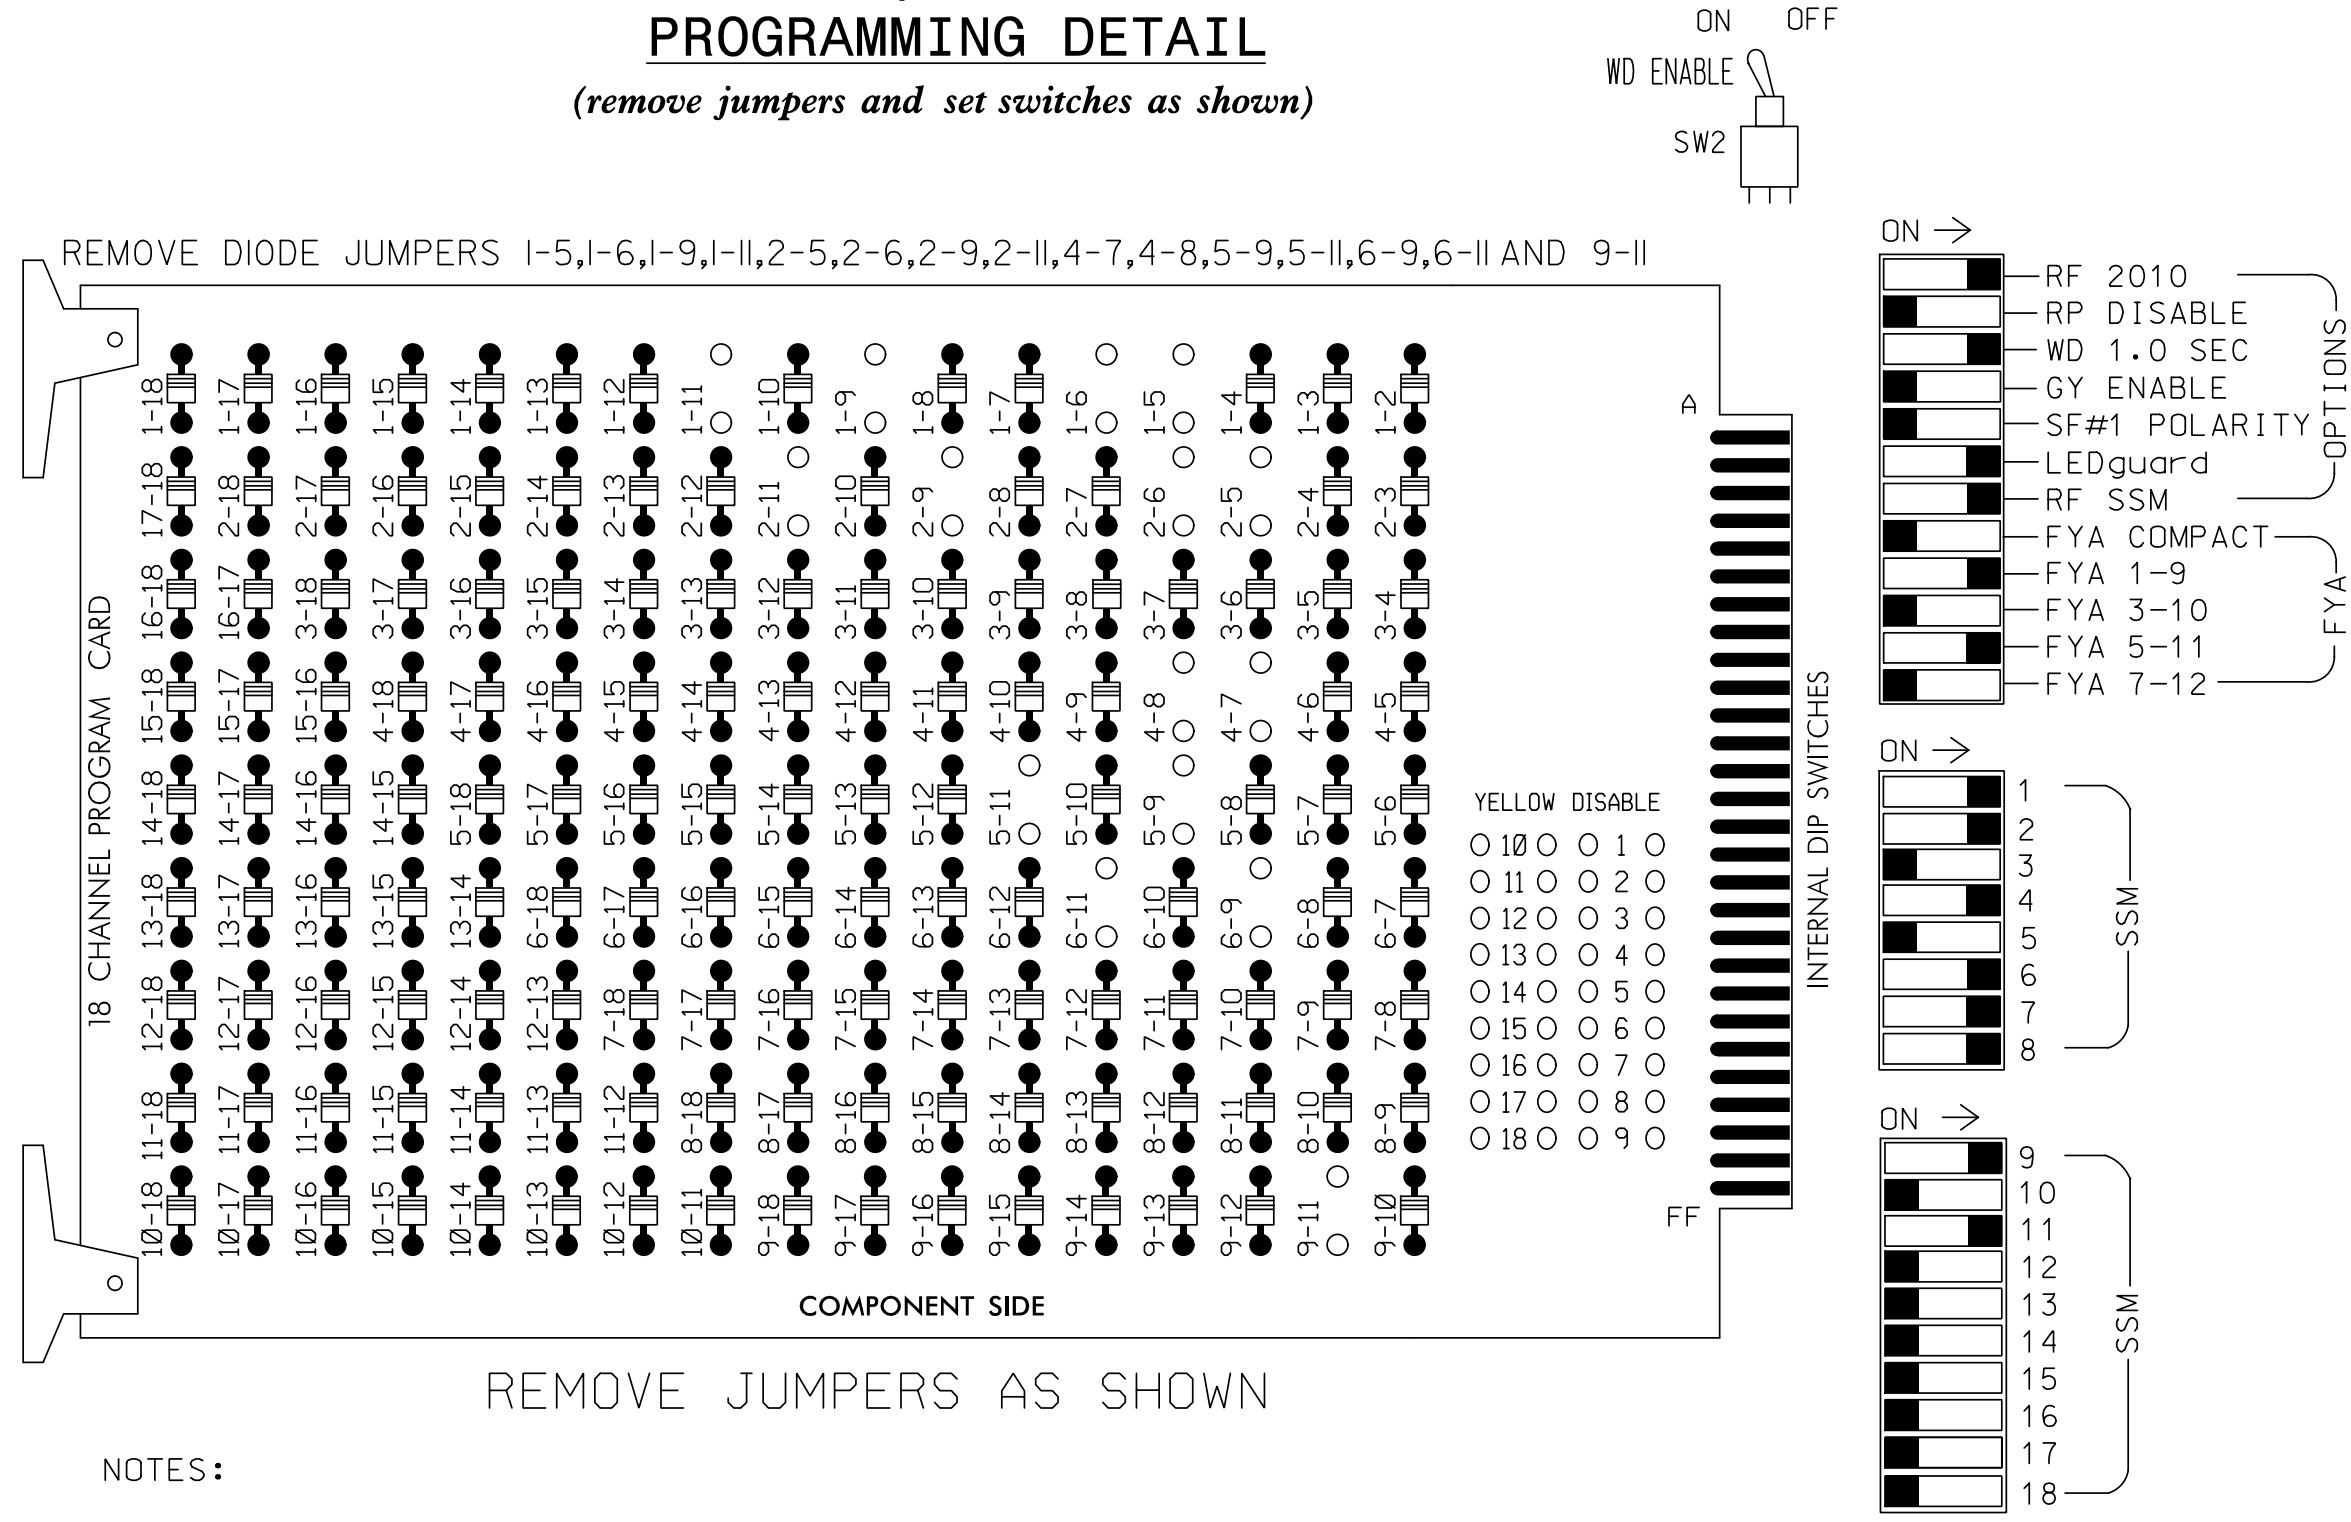 PROGRAMMING DETAIL
(remove jumpers and set switches as shown)
ON OFF
WD ENABLE
SW2
REMOVE DIODE JUMPERS 1-5,1-6,1-9,1-11,2-5,2-6,2-9,2-11,4-7,4-8,5-9,5-11,6-9,6-11 AND 9-11
18 CHANNEL PROGRAM CARD
1-18 1-17 1-16 1-15 1-14 1-13 1-12 1-11 1-10 1-9 1-8 1-7 1-6 1-5 1-4 1-3 1-2
17-18 2-18 2-17 2-16 2-15 2-14 2-13 2-12 2-11 2-10 2-9 2-8 2-7 2-6 2-5 2-4 2-3
16-18 16-17 3-18 3-17 3-16 3-15 3-14 3-13 3-12 3-11 3-10 3-9 3-8 3-7 3-6 3-5 3-4
15-18 15-17 15-16 4-18 4-17 4-16 4-15 4-14 4-13 4-12 4-11 4-10 4-9 4-8 4-7 4-6 4-5
14-18 14-17 14-16 14-15 5-18 5-17 5-16 5-15 5-14 5-13 5-12 5-11 5-10 5-9 5-8 5-7 5-6
13-18 13-17 13-16 13-15 13-14 6-18 6-17 6-16 6-15 6-14 6-13 6-12 6-11 6-10 6-9 6-8 6-7
12-18 12-17 12-16 12-15 12-14 12-13 7-18 7-17 7-16 7-15 7-14 7-13 7-12 7-11 7-10 7-9 7-8
11-18 11-17 11-16 11-15 11-14 11-13 11-12 8-18 8-17 8-16 8-15 8-14 8-13 8-12 8-11 8-10 8-9
10-18 10-17 10-16 10-15 10-14 10-13 10-12 10-11 9-18 9-17 9-16 9-15 9-14 9-13 9-12 9-11 9-10
COMPONENT SIDE
A
YELLOW DISABLE
10 1
11 2
12 3
13 4
14 5
15 6
16 7
17 8
18 9
FF
INTERNAL DIP SWITCHES
ON →
RF 2010
RP DISABLE
WD 1.0 SEC
GY ENABLE
SF#1 POLARITY
LEDguard
RF SSM
OPTIONS
FYA COMPACT
FYA 1-9
FYA 3-10
FYA 5-11
FYA 7-12
FYA
ON →
1
2
3
4
5
6
7
8
SSM
ON →
9
10
11
12
13
14
15
16
17
18
SSM
REMOVE JUMPERS AS SHOWN
NOTES: